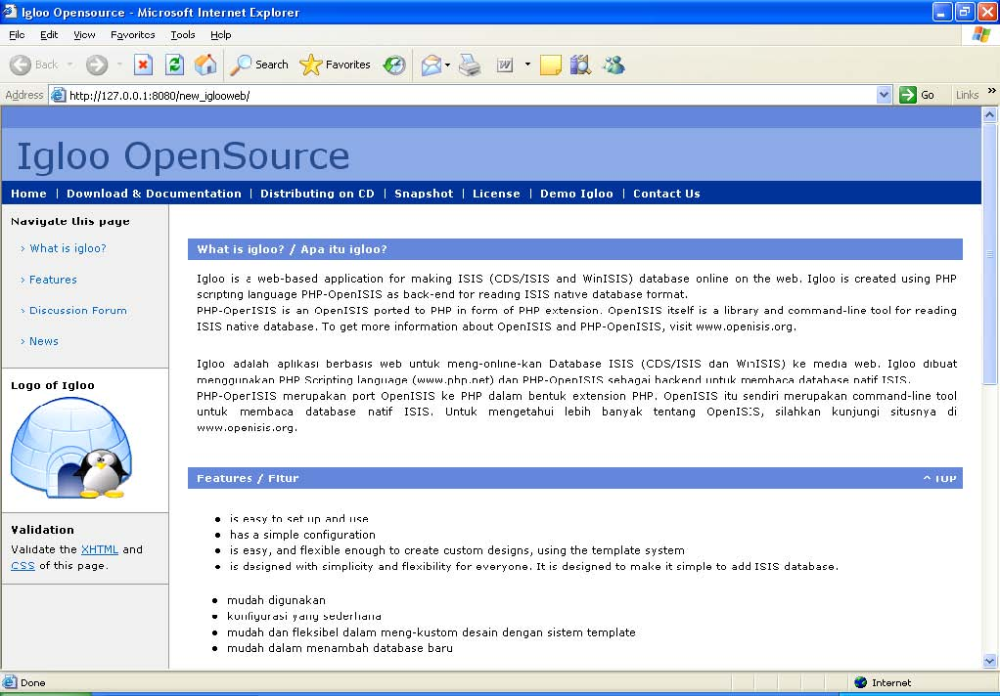 Igloo Opensource - Microsoft Internet Explorer
File Edit View Favorites Tools Help
Back Search Favorites
Address http://127.0.0.1:8080/new_iglooweb/ Go Links »
Igloo OpenSource
Home | Download & Documentation | Distributing on CD | Snapshot | License | Demo Igloo | Contact Us
Navigate this page
› What is igloo?
› Features
› Discussion Forum
› News
Logo of Igloo
Validation
Validate the XHTML and
CSS of this page.
What is igloo? / Apa itu igloo?
Igloo is a web-based application for making ISIS (CDS/ISIS and WinISIS) database online on the web. Igloo is created using PHP
scripting language PHP-OpenISIS as back-end for reading ISIS native database format.
PHP-OpenISIS is an OpenISIS ported to PHP in form of PHP extension. OpenISIS itself is a library and command-line tool for reading
ISIS native database. To get more information about OpenISIS and PHP-OpenISIS, visit www.openisis.org.
Igloo adalah aplikasi berbasis web untuk meng-online-kan Database ISIS (CDS/ISIS dan WinISIS) ke media web. Igloo dibuat
menggunakan PHP Scripting language (www.php.net) dan PHP-OpenISIS sebagai backend untuk membaca database natif ISIS.
PHP-OpenISIS merupakan port OpenISIS ke PHP dalam bentuk extension PHP. OpenISIS itu sendiri merupakan command-line tool
untuk membaca database natif ISIS. Untuk mengetahui lebih banyak tentang OpenISIS, silahkan kunjungi situsnya di
www.openisis.org.
Features / Fitur ^ TOP
• is easy to set up and use
• has a simple configuration
• is easy, and flexible enough to create custom designs, using the template system
• is designed with simplicity and flexibility for everyone. It is designed to make it simple to add ISIS database.
• mudah digunakan
• konfigurasi yang sederhana
• mudah dan fleksibel dalam meng-kustom desain dengan sistem template
• mudah dalam menambah database baru
Done Internet